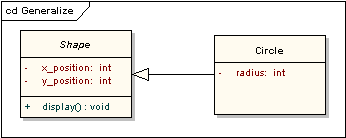 cd Generalize
Shape
- x_position: int
- y_position: int
+ display() : void
Circle
- radius: int